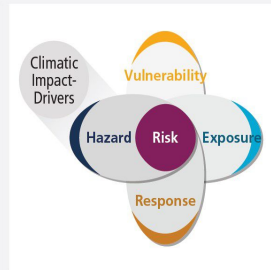 Climatic
Impact-
Drivers
Vulnerability
Hazard
Risk
Exposure
Response